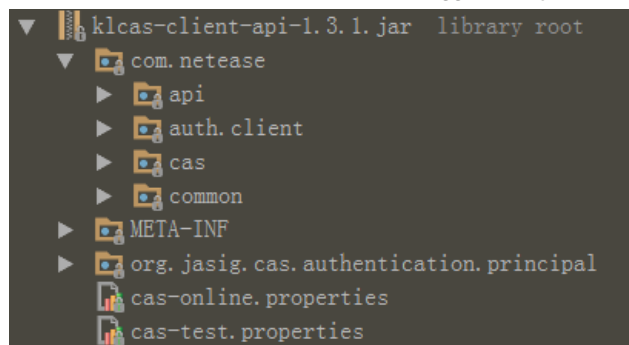 klcas-client-api-1.3.1.jar library root
com.netease
api
auth.client
cas
common
META-INF
org.jasig.cas.authentication.principal
cas-online.properties
cas-test.properties